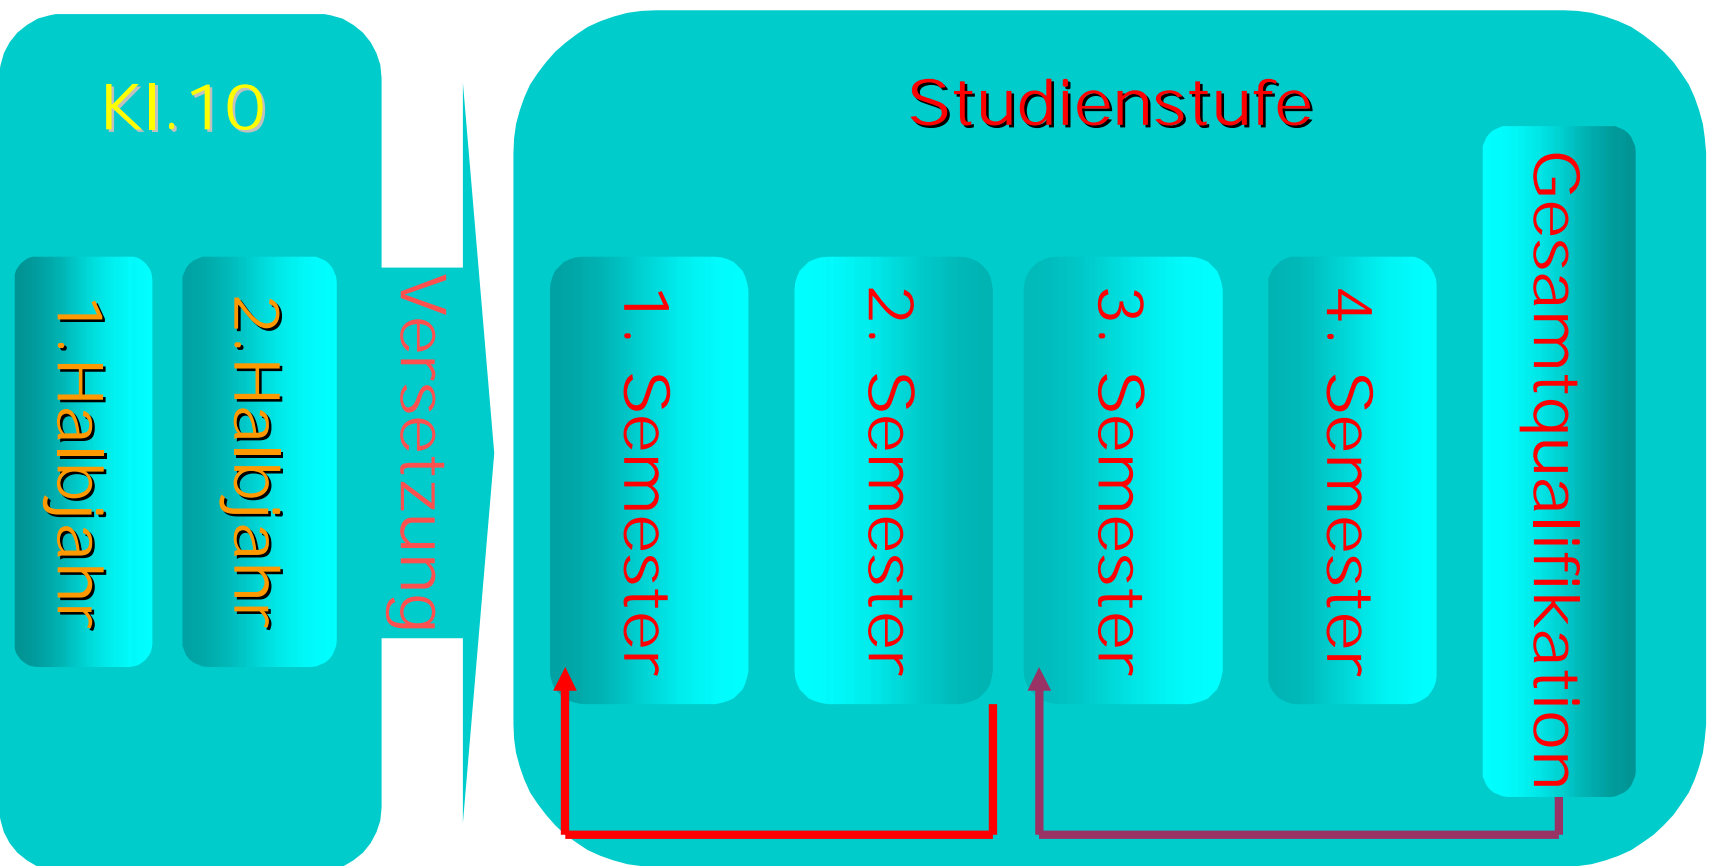 Kl.10
1.Halbjahr
2.Halbjahr
Versetzung
Studienstufe
1. Semester
2. Semester
3. Semester
4. Semester
Gesamtqualifikation